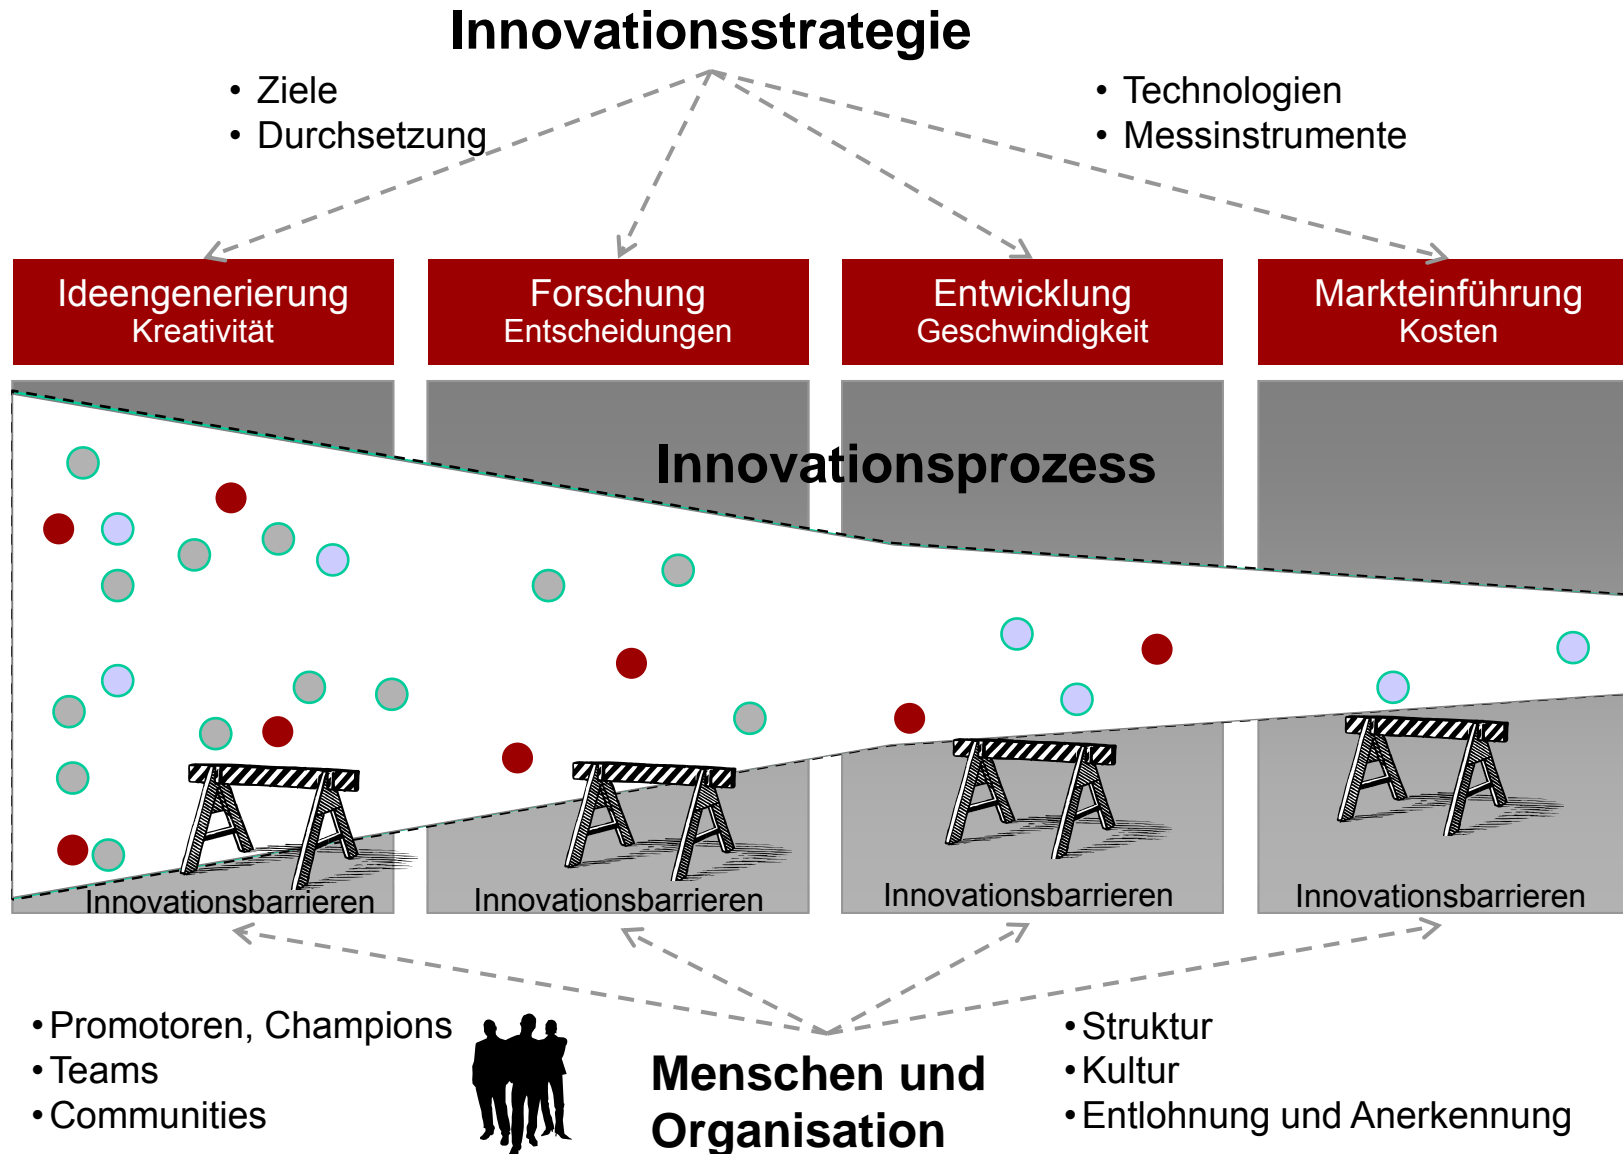 Innovationsstrategie
• Ziele
• Durchsetzung
• Technologien
• Messinstrumente
Ideengenerierung
Kreativität
Forschung
Entscheidungen
Entwicklung
Geschwindigkeit
Markteinführung
Kosten
Innovationsprozess
Innovationsbarrieren
Innovationsbarrieren
Innovationsbarrieren
Innovationsbarrieren
• Promotoren, Champions
• Teams
• Communities
Menschen und
Organisation
• Struktur
• Kultur
• Entlohnung und Anerkennung